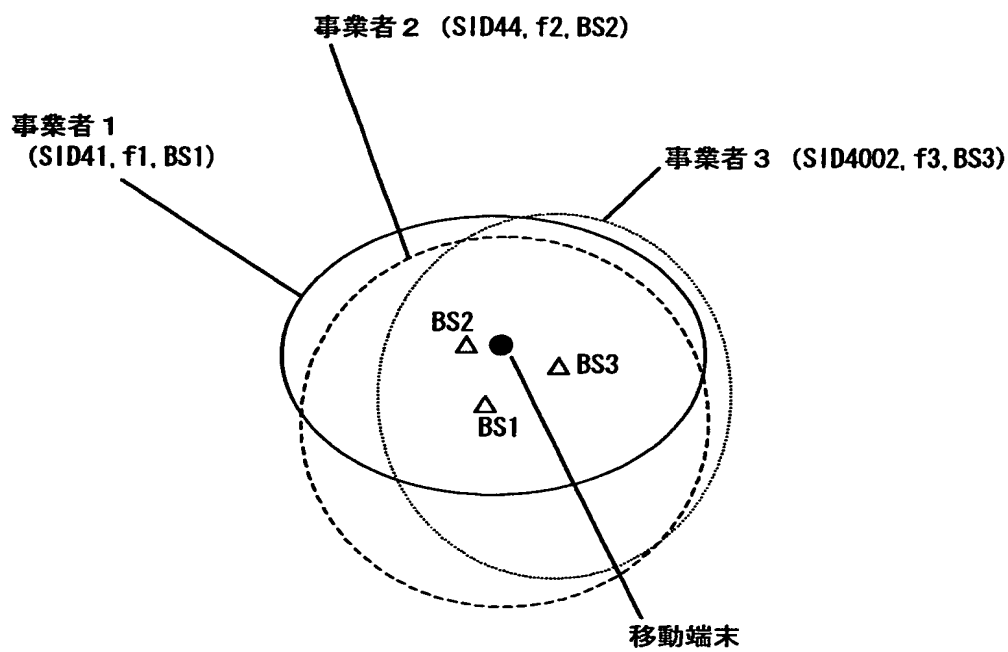 事業者2 (SID44, f2, BS2)
事業者1
(SID41, f1, BS1)
事業者3 (SID4002, f3, BS3)
BS2
BS3
BS1
移動端末